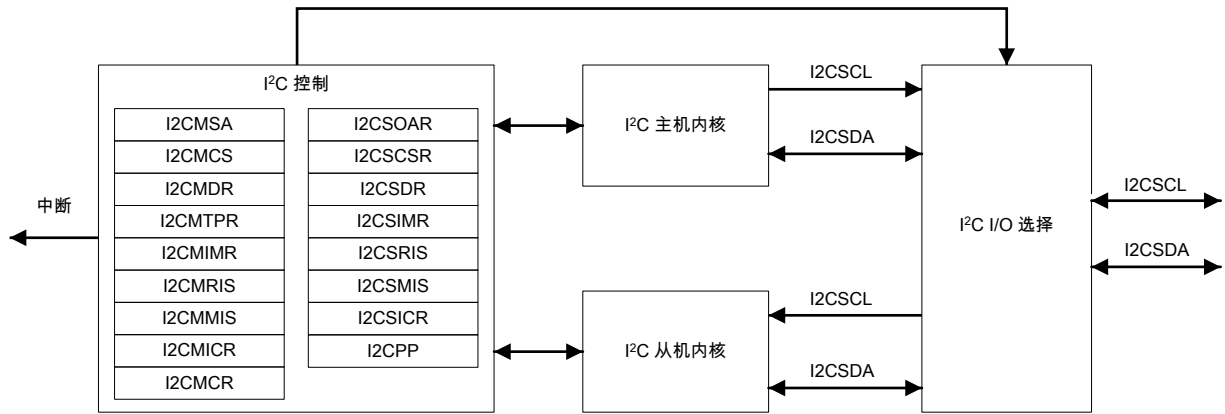 I²C 控制
I2CMSA
I2CMCS
I2CMDR
I2CMTPR
I2CMIMR
I2CMRIS
I2CMMIS
I2CMICR
I2CMCR
I2CSOAR
I2CSCSR
I2CSDR
I2CSIMR
I2CSRIS
I2CSMIS
I2CSICR
I2CPP
中断
I²C 主机内核
I2CSCL
I2CSDA
I²C 从机内核
I2CSCL
I2CSDA
I²C I/O 选择
I2CSCL
I2CSDA